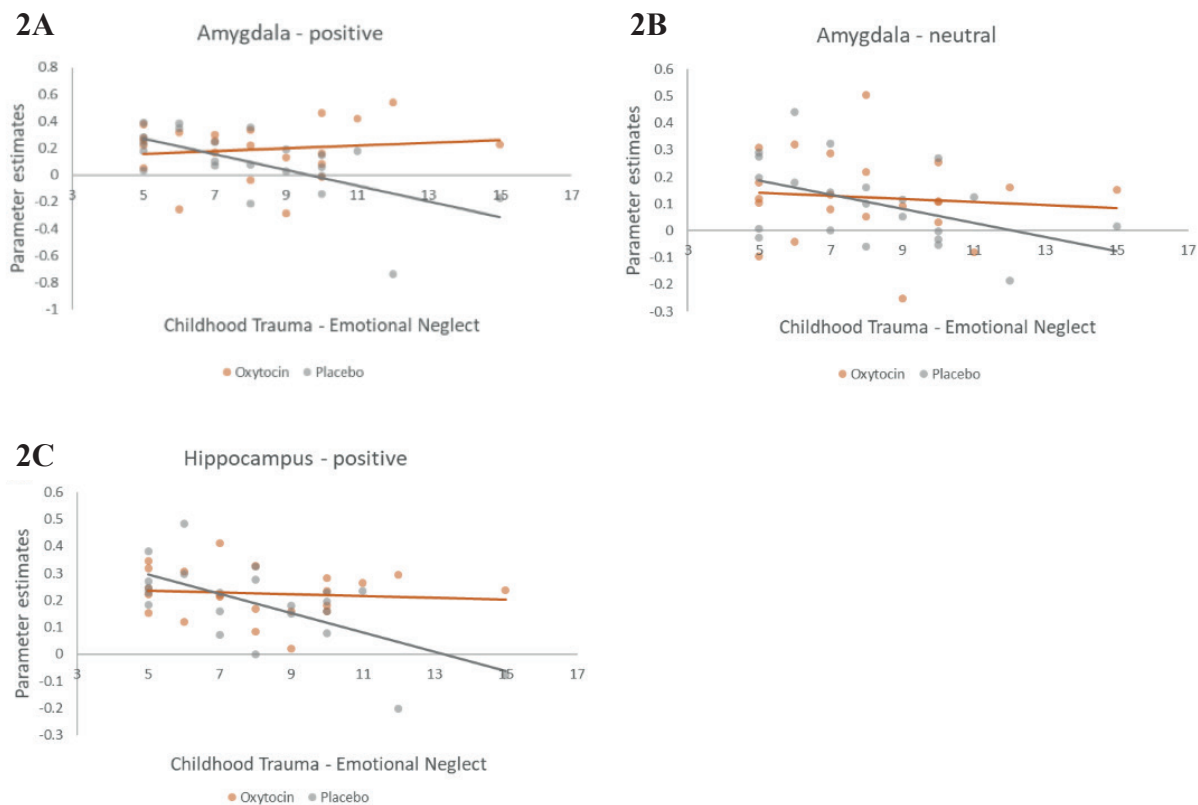 2A
Amygdala - positive
Parameter estimates
0.8
0.6
0.4
0.2
0
-0.2
-0.4
-0.6
-0.8
-1
3 5 7 9 11 13 15 17
Childhood Trauma - Emotional Neglect
Oxytocin Placebo
2B
Amygdala - neutral
Parameter estimates
0.6
0.5
0.4
0.3
0.2
0.1
0
-0.1
-0.2
-0.3
3 5 7 9 11 13 15 17
Childhood Trauma - Emotional Neglect
Oxytocin Placebo
2C
Hippocampus - positive
Parameter estimates
0.6
0.5
0.4
0.3
0.2
0.1
0
-0.1
-0.2
-0.3
3 5 7 9 11 13 15 17
Childhood Trauma - Emotional Neglect
Oxytocin Placebo